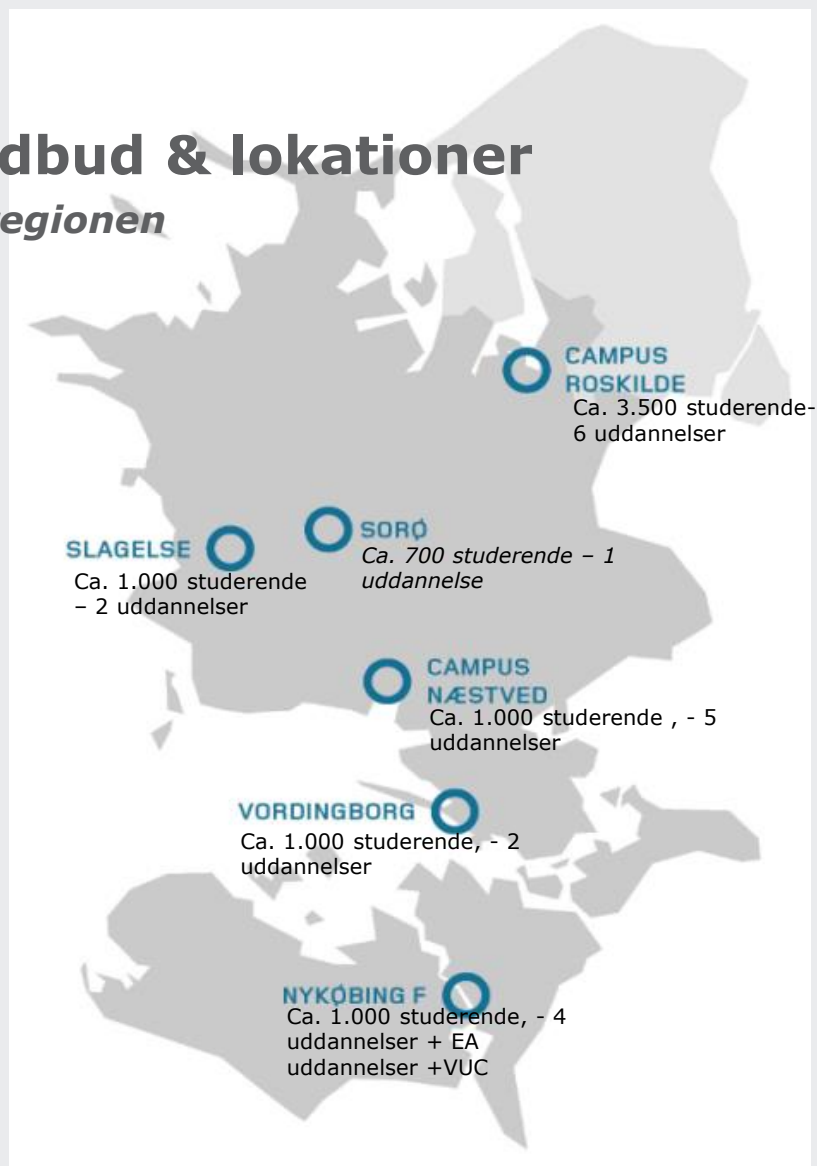 dbud & lokationer
egionen
CAMPUS
ROSKILDE
Ca. 3.500 studerende-
6 uddannelser
SORØ
Ca. 700 studerende – 1
uddannelse
SLAGELSE
Ca. 1.000 studerende
– 2 uddannelser
CAMPUS
NÆSTVED
Ca. 1.000 studerende , - 5
uddannelser
VORDINGBORG
Ca. 1.000 studerende, - 2
uddannelser
NYKØBING F
Ca. 1.000 studerende, - 4
uddannelser + EA
uddannelser +VUC